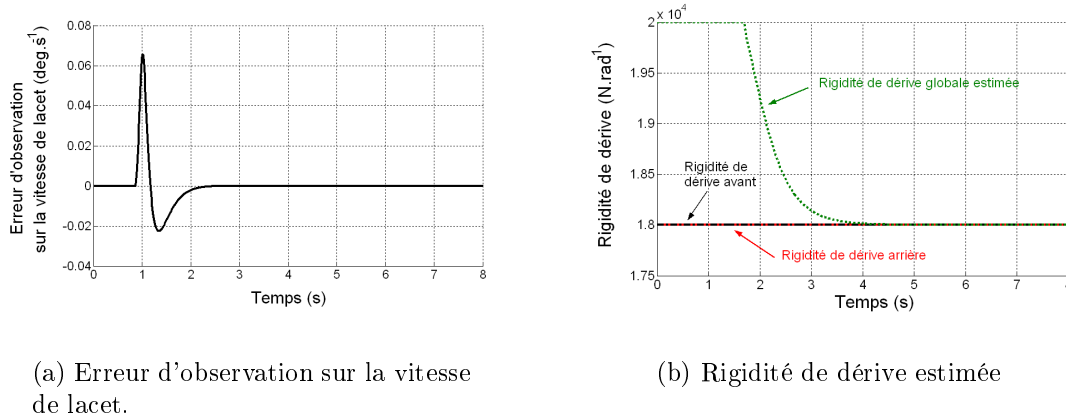 0.08
0.06
0.04
0.02
0
-0.02
-0.04
0 1 2 3 4 5 6 7 8
Erreur d'observation
sur la vitesse de lacet (deg.s-1)
Temps (s)
(a) Erreur d'observation sur la vitesse
de lacet.
x 10^4
2
1.95
1.9
1.85
1.8
1.75
0 1 2 3 4 5 6 7 8
Rigidité de dérive (N.rad1)
Rigidité de dérive globale estimée
Rigidité de
dérive avant
Rigidité de dérive arrière
Temps (s)
(b) Rigidité de dérive estimée